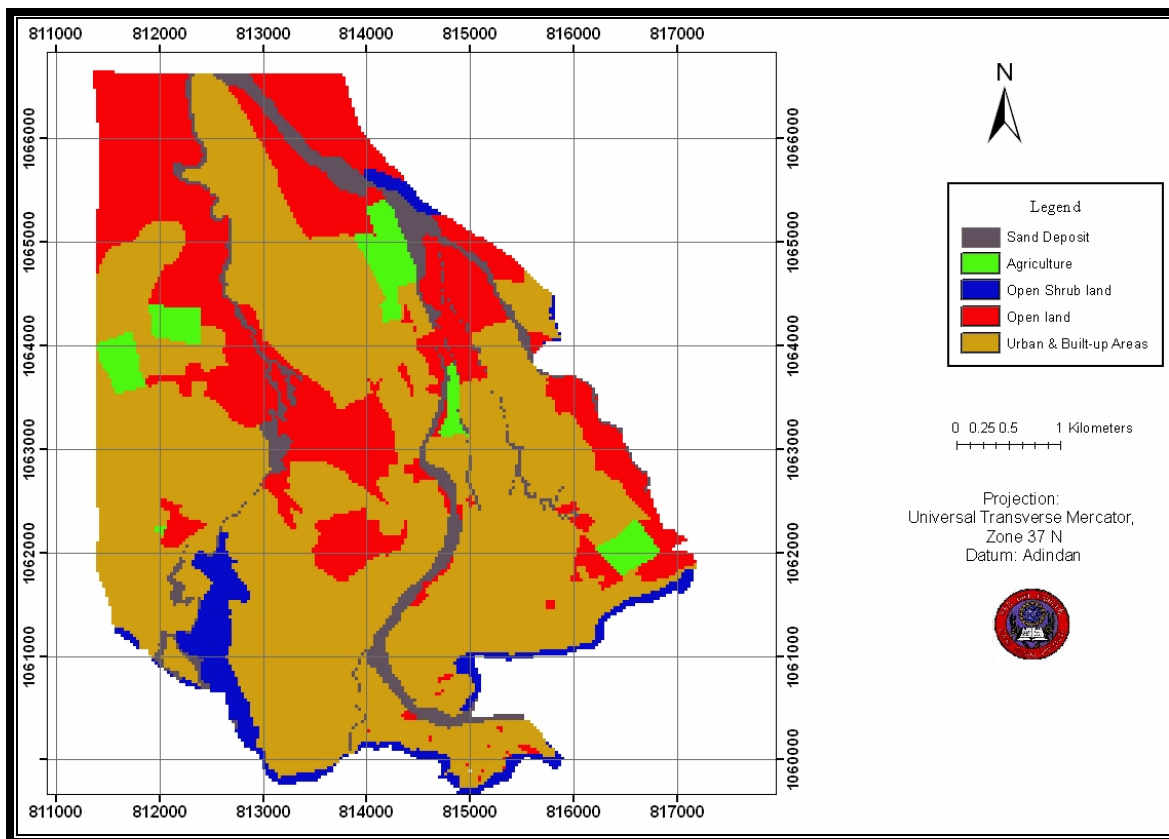 811000 812000 813000 814000 815000 816000 817000
1066000 1066000
1065000 1065000
1064000 1064000
1063000 1063000
1062000 1062000
1061000 1061000
1060000 1060000
811000 812000 813000 814000 815000 816000 817000
N
Legend
Sand Deposit
Agriculture
Open Shrub land
Open land
Urban & Built-up Areas
0 0.25 0.5 1 Kilometers
Projection:
Universal Transverse Mercator,
Zone 37 N
Datum: Adindan